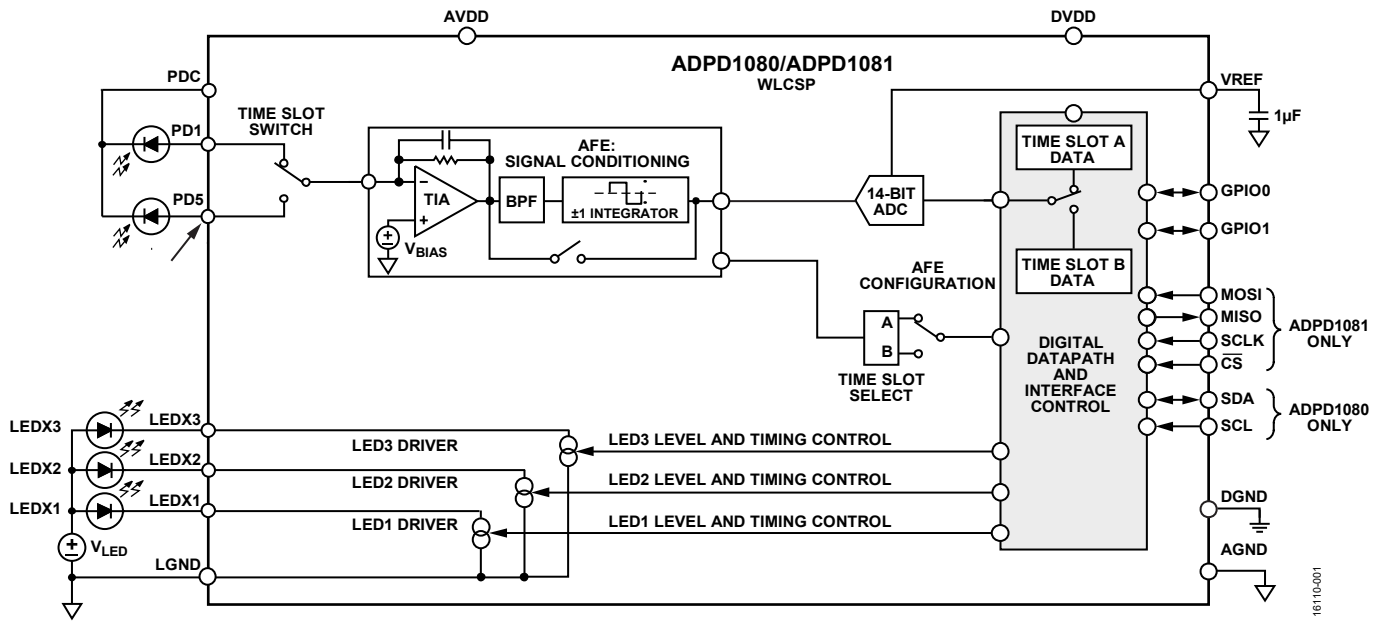 AVDD
DVDD
ADPD1080/ADPD1081
WLCSP
PDC
VREF
1µF
TIME SLOT
SWITCH
PD1
PD5
AFE:
SIGNAL CONDITIONING
TIA
BPF
±1 INTEGRATOR
VBIAS
14-BIT
ADC
TIME SLOT A
DATA
TIME SLOT B
DATA
GPIO0
GPIO1
AFE
CONFIGURATION
A
B
TIME SLOT
SELECT
DIGITAL
DATAPATH
AND
INTERFACE
CONTROL
MOSI
MISO
SCLK
CS
ADPD1081
ONLY
SDA
SCL
ADPD1080
ONLY
LEDX3
LEDX3
LED3 DRIVER
LED3 LEVEL AND TIMING CONTROL
LEDX2
LEDX2
LED2 DRIVER
LED2 LEVEL AND TIMING CONTROL
LEDX1
LEDX1
LED1 DRIVER
LED1 LEVEL AND TIMING CONTROL
VLED
LGND
DGND
AGND
16110-001